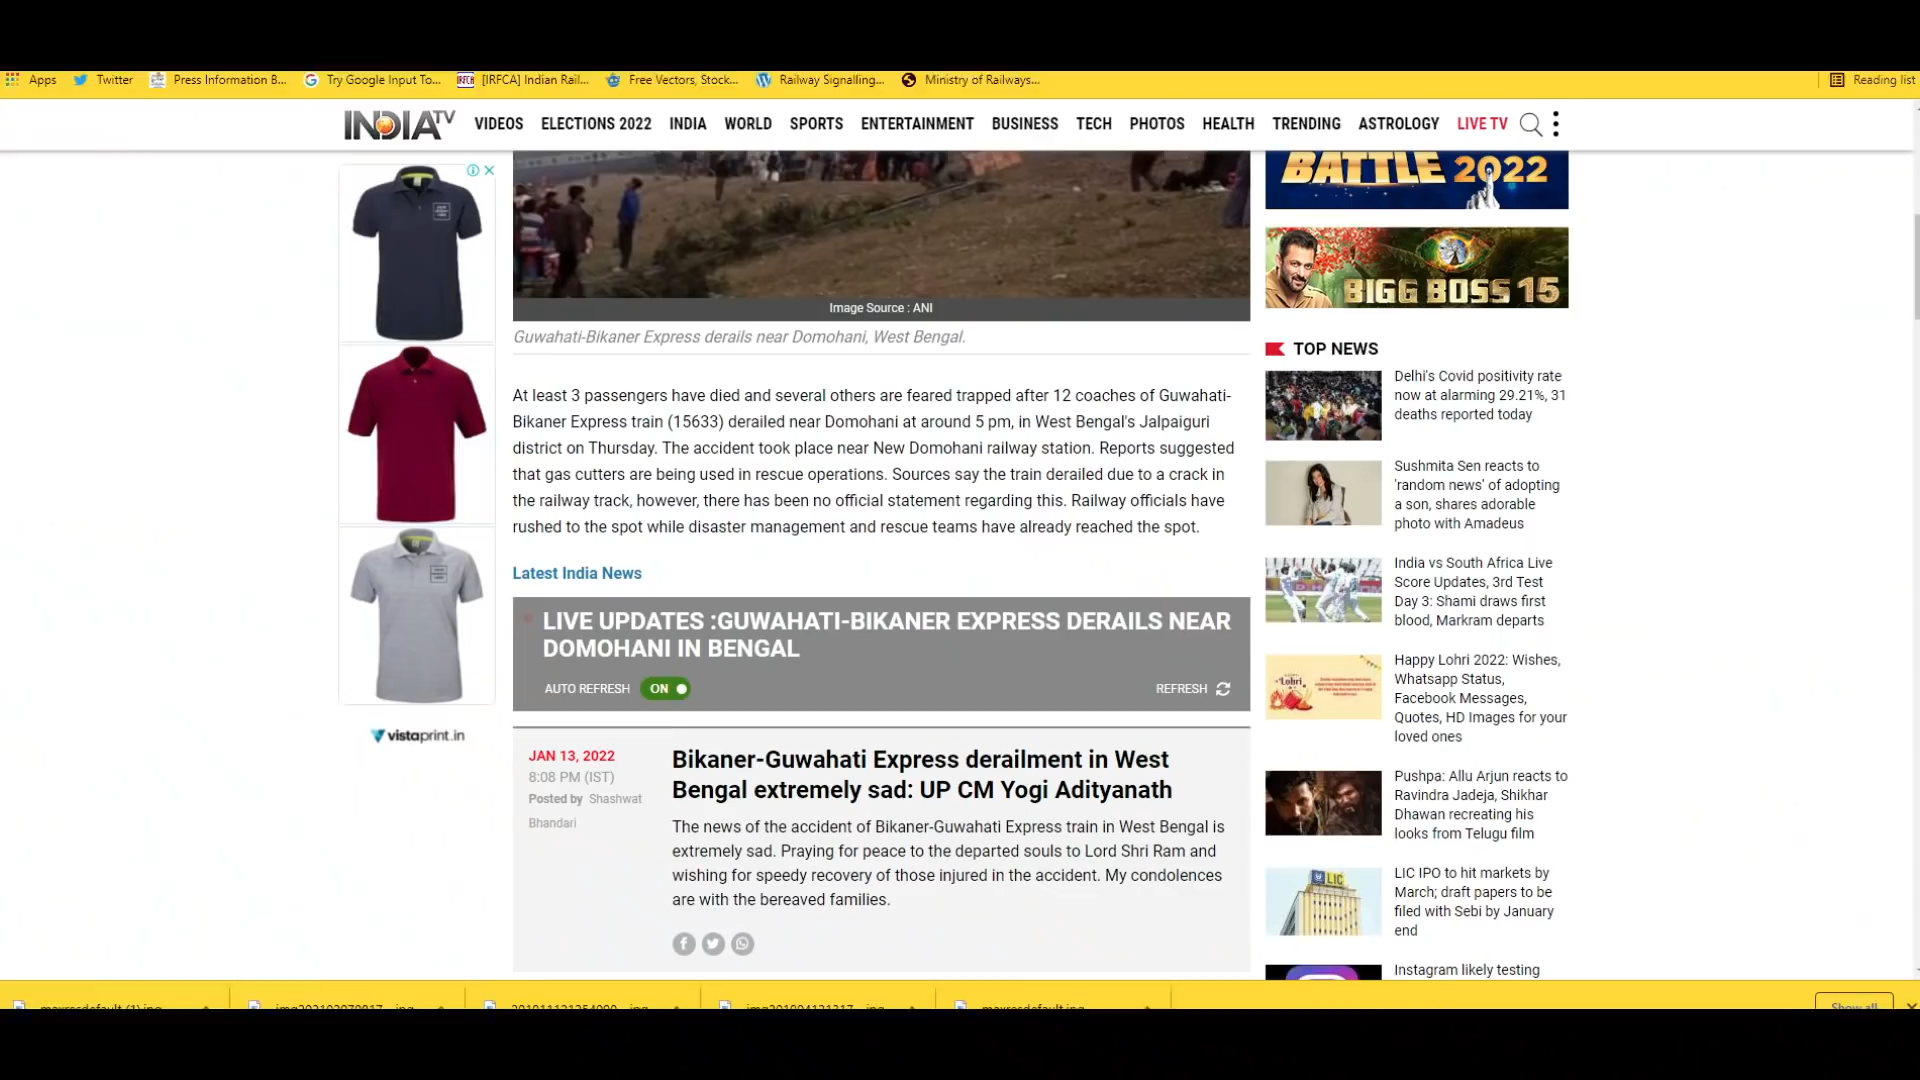 Apps Twitter Press Information B... Try Google Input To... [IRFCA] Indian Rail... Free Vectors, Stock... Railway Signalling... Ministry of Railways... Reading list
INDIA TV VIDEOS ELECTIONS 2022 INDIA WORLD SPORTS ENTERTAINMENT BUSINESS TECH PHOTOS HEALTH TRENDING ASTROLOGY LIVE TV
vistaprint.in
Image Source : ANI
Guwahati-Bikaner Express derails near Domohani, West Bengal.
At least 3 passengers have died and several others are feared trapped after 12 coaches of Guwahati-
Bikaner Express train (15633) derailed near Domohani at around 5 pm, in West Bengal's Jalpaiguri
district on Thursday. The accident took place near New Domohani railway station. Reports suggested
that gas cutters are being used in rescue operations. Sources say the train derailed due to a crack in
the railway track, however, there has been no official statement regarding this. Railway officials have
rushed to the spot while disaster management and rescue teams have already reached the spot.
Latest India News
LIVE UPDATES :GUWAHATI-BIKANER EXPRESS DERAILS NEAR
DOMOHANI IN BENGAL
AUTO REFRESH ON REFRESH
JAN 13, 2022
8:08 PM (IST)
Posted by Shashwat
Bhandari
Bikaner-Guwahati Express derailment in West
Bengal extremely sad: UP CM Yogi Adityanath
The news of the accident of Bikaner-Guwahati Express train in West Bengal is
extremely sad. Praying for peace to the departed souls to Lord Shri Ram and
wishing for speedy recovery of those injured in the accident. My condolences
are with the bereaved families.
BATTLE 2022
BIGG BOSS 15
TOP NEWS
Delhi's Covid positivity rate
now at alarming 29.21%, 31
deaths reported today
Sushmita Sen reacts to
'random news' of adopting
a son, shares adorable
photo with Amadeus
India vs South Africa Live
Score Updates, 3rd Test
Day 3: Shami draws first
blood, Markram departs
Lohri
Happy Lohri 2022: Wishes,
Whatsapp Status,
Facebook Messages,
Quotes, HD Images for your
loved ones
Pushpa: Allu Arjun reacts to
Ravindra Jadeja, Shikhar
Dhawan recreating his
looks from Telugu film
LIC
LIC IPO to hit markets by
March; draft papers to be
filed with Sebi by January
end
Instagram likely testing
Show all